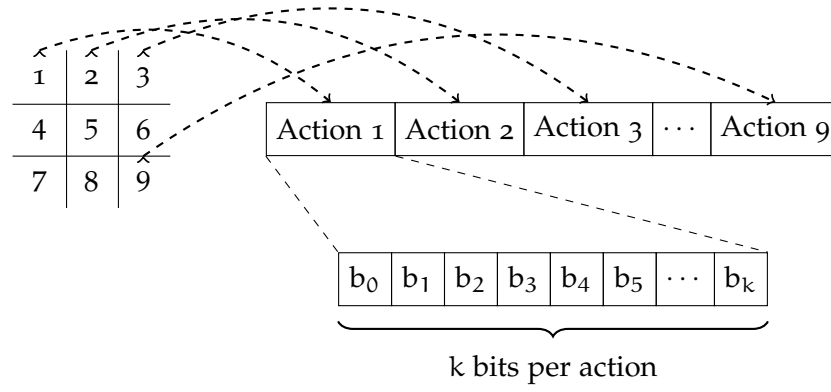 1 2 3
4 5 6
7 8 9
Action 1 Action 2 Action 3 ··· Action 9
b₀ b₁ b₂ b₃ b₄ b₅ ··· bₖ
k bits per action